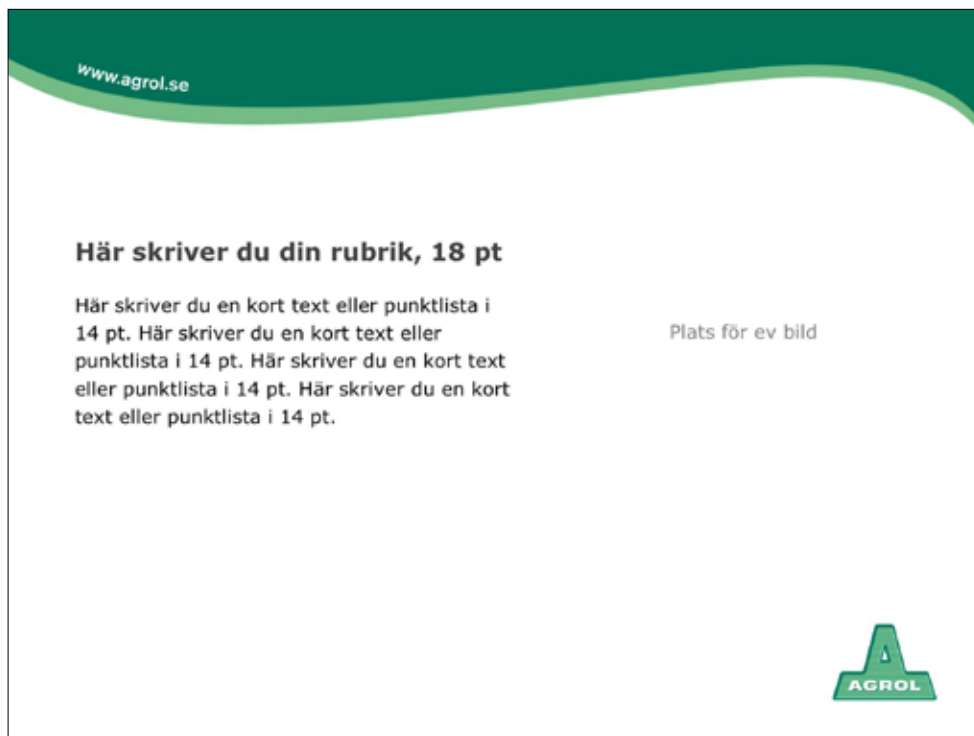 www.agrol.se
Här skriver du din rubrik, 18 pt
Här skriver du en kort text eller punktlista i
14 pt. Här skriver du en kort text eller
punktlista i 14 pt. Här skriver du en kort text
eller punktlista i 14 pt. Här skriver du en kort
text eller punktlista i 14 pt.
Plats för ev bild
A
AGROL